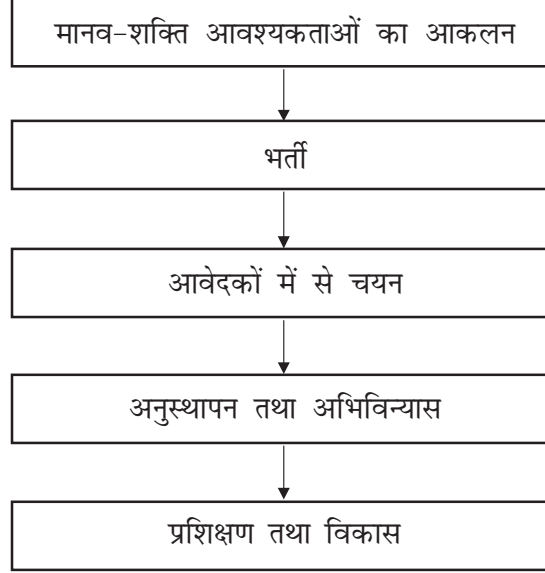 मानव-शक्ति आवश्यकताओं का आकलन
भर्ती
आवेदकों में से चयन
अनुस्थापन तथा अभिविन्यास
प्रशिक्षण तथा विकास